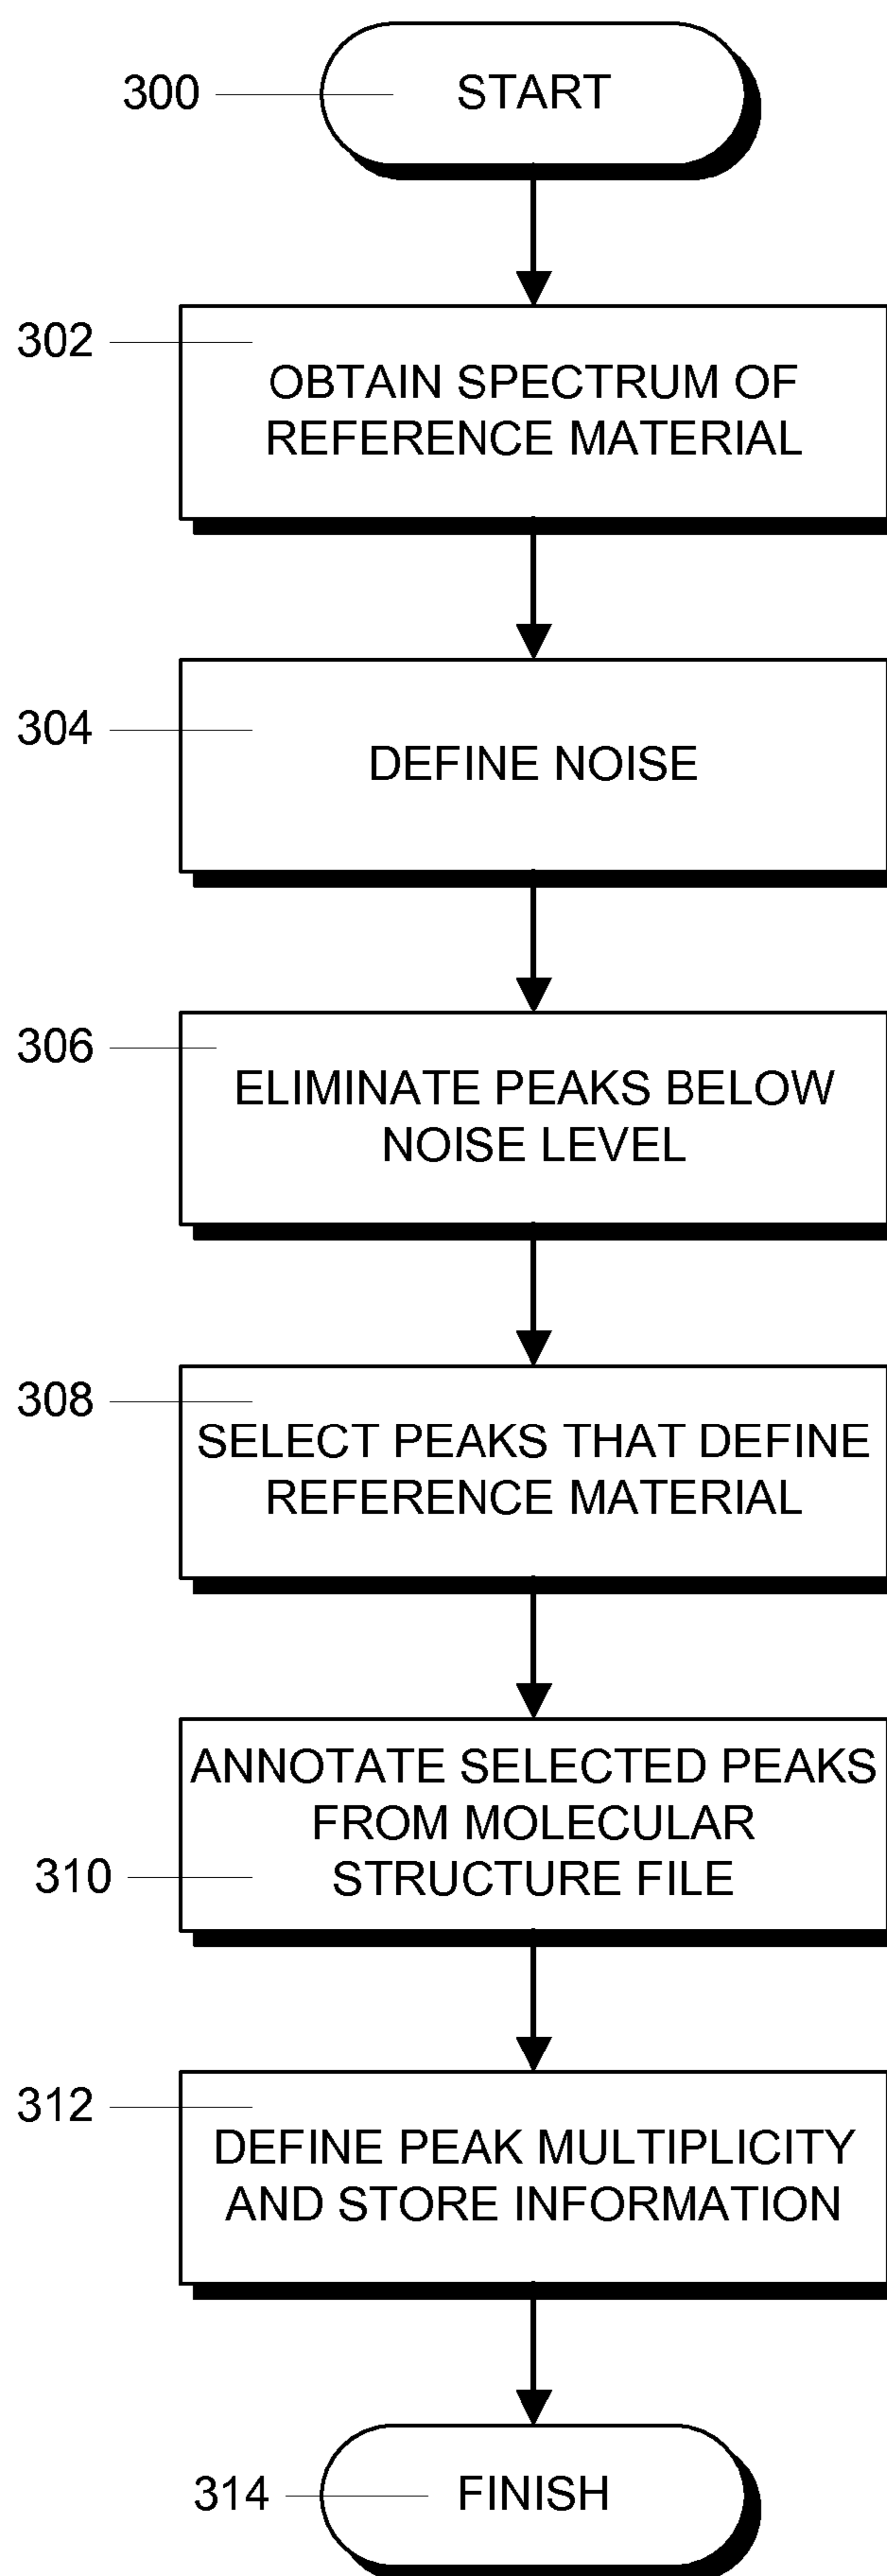 300
START
302
OBTAIN SPECTRUM OF
REFERENCE MATERIAL
304
DEFINE NOISE
306
ELIMINATE PEAKS BELOW
NOISE LEVEL
308
SELECT PEAKS THAT DEFINE
REFERENCE MATERIAL
310
ANNOTATE SELECTED PEAKS
FROM MOLECULAR
STRUCTURE FILE
312
DEFINE PEAK MULTIPLICITY
AND STORE INFORMATION
314
FINISH